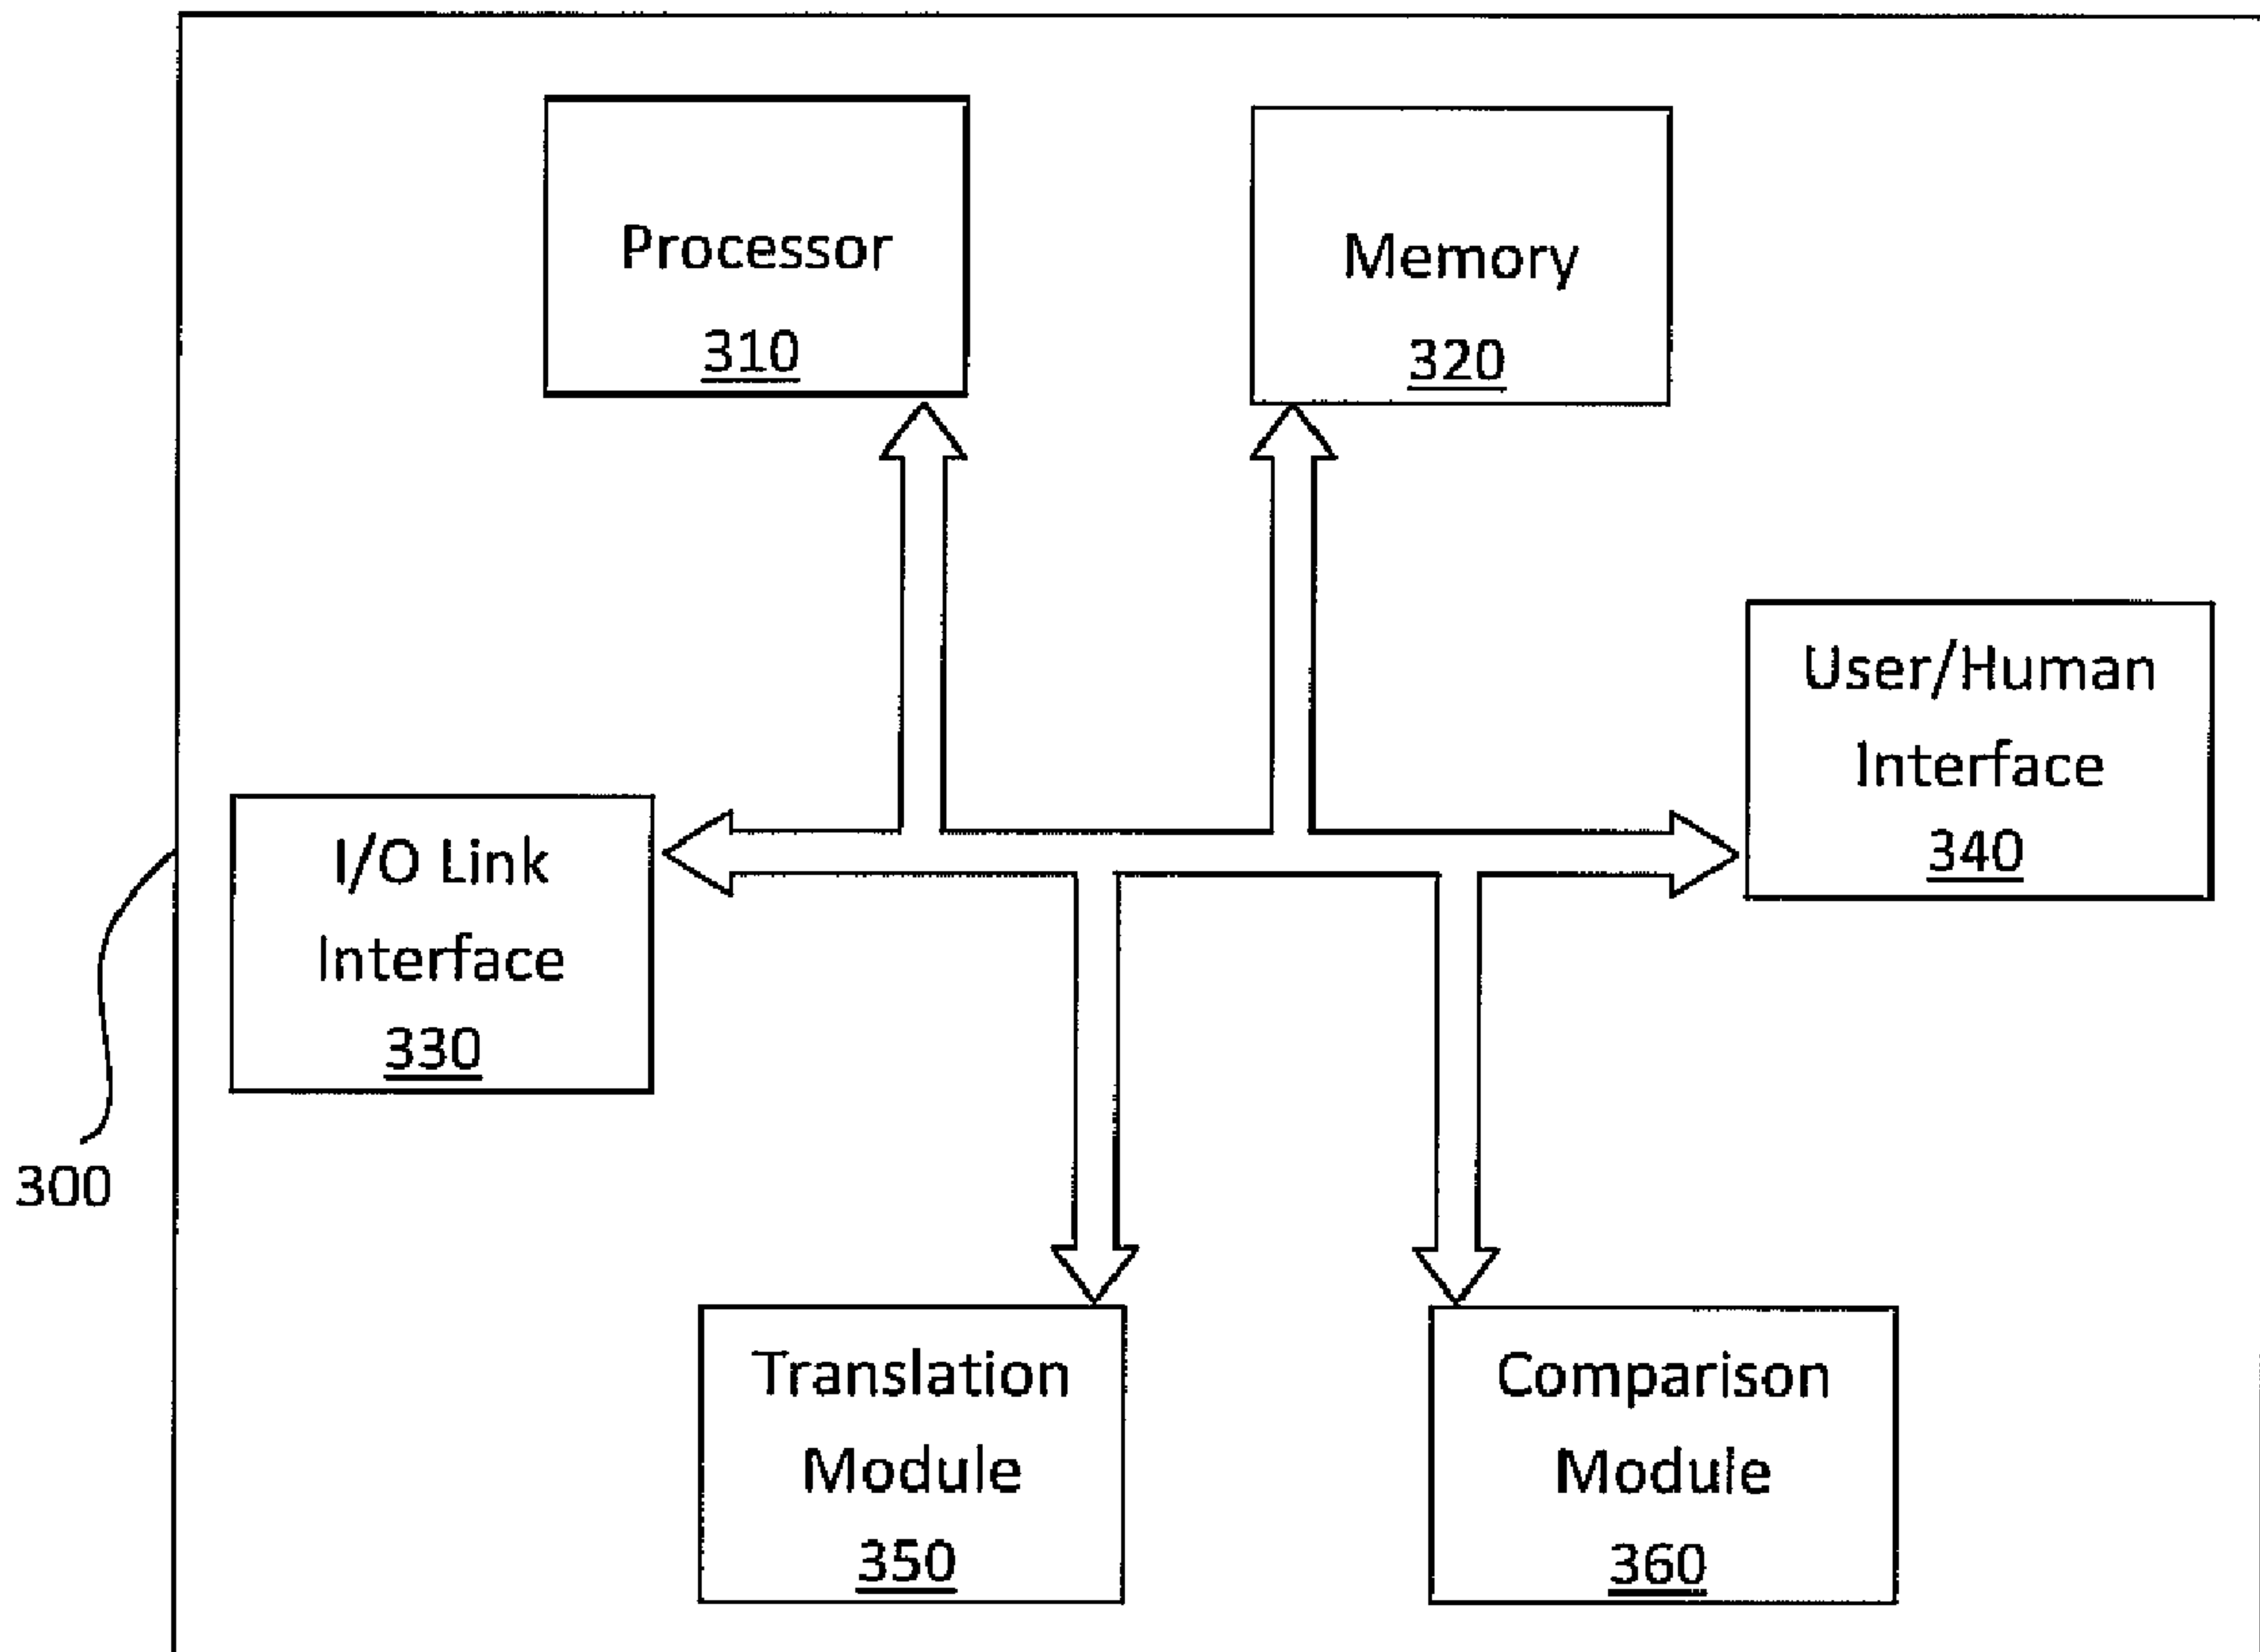 Processor
310
Memory
320
User/Human
Interface
340
I/O Link
Interface
330
300
Translation
Module
350
Comparison
Module
360